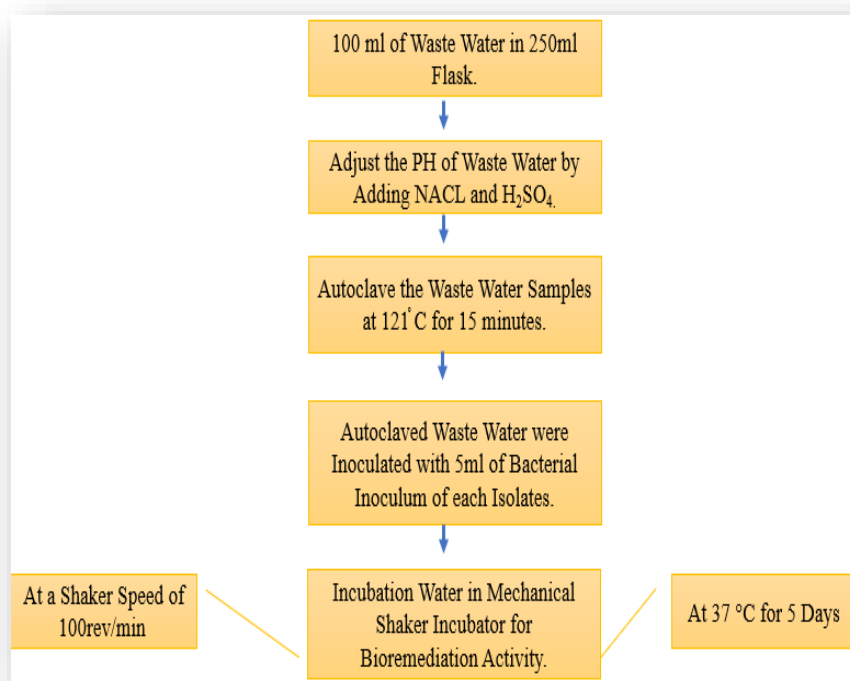 100 ml of Waste Water in 250ml
Flask.
Adjust the PH of Waste Water by
Adding NACL and H₂SO₄.
Autoclave the Waste Water Samples
at 121°C for 15 minutes.
Autoclaved Waste Water were
Inoculated with 5ml of Bacterial
Inoculum of each Isolates.
At a Shaker Speed of
100rev/min
Incubation Water in Mechanical
Shaker Incubator for
Bioremediation Activity.
At 37 °C for 5 Days